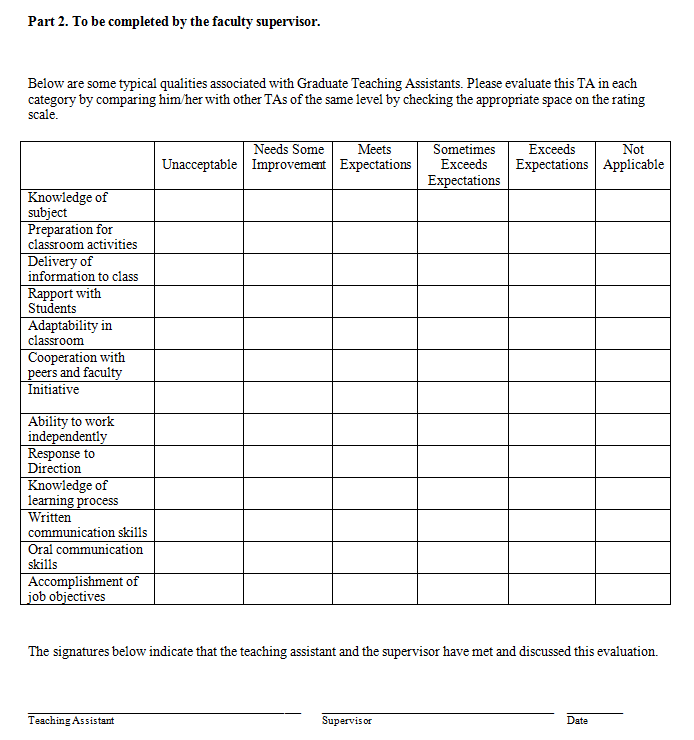 Part 2. To be completed by the faculty supervisor.
Below are some typical qualities associated with Graduate Teaching Assistants. Please evaluate this TA in each
category by comparing him/her with other TAs of the same level by checking the appropriate space on the rating
scale.
Unacceptable
Needs Some
Improvement
Meets
Expectations
Sometimes
Exceeds
Expectations
Exceeds
Expectations
Not
Applicable
Knowledge of
subject
Preparation for
classroom activities
Delivery of
information to class
Rapport with
Students
Adaptability in
classroom
Cooperation with
peers and faculty
Initiative
Ability to work
independently
Response to
Direction
Knowledge of
learning process
Written
communication skills
Oral communication
skills
Accomplishment of
job objectives
The signatures below indicate that the teaching assistant and the supervisor have met and discussed this evaluation.
Teaching Assistant
Supervisor
Date